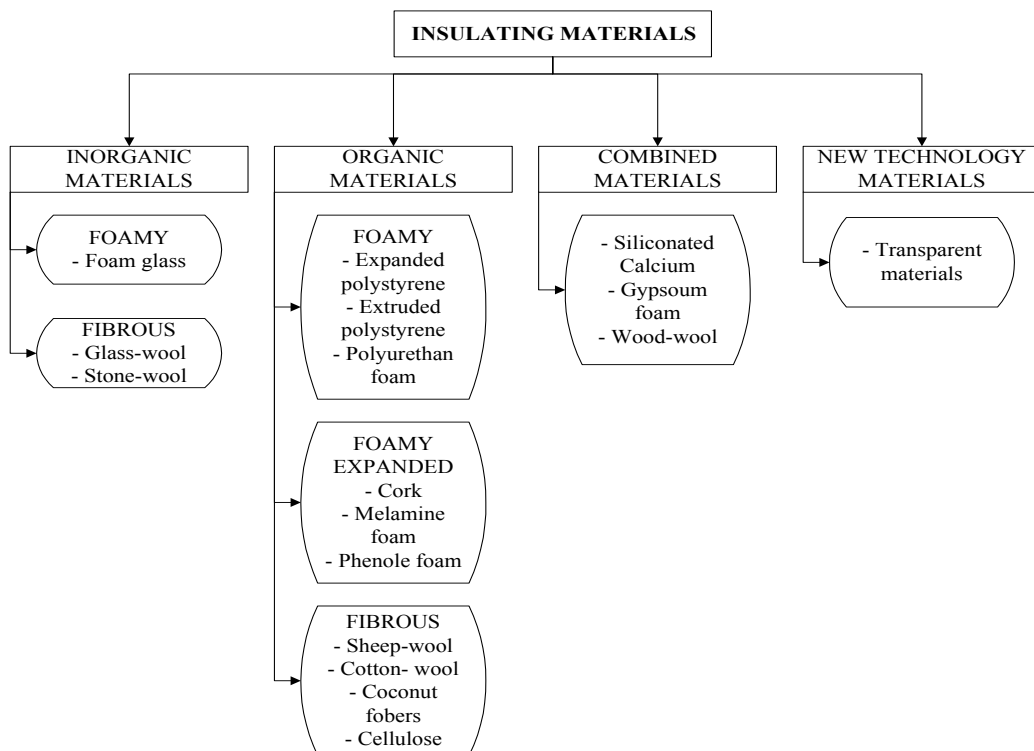 INSULATING MATERIALS
INORGANIC
MATERIALS
FOAMY
- Foam glass
FIBROUS
- Glass-wool
- Stone-wool
ORGANIC
MATERIALS
FOAMY
- Expanded
polystyrene
- Extruded
polystyrene
- Polyurethan
foam
FOAMY
EXPANDED
- Cork
- Melamine
foam
- Phenole foam
FIBROUS
- Sheep-wool
- Cotton- wool
- Coconut
fobers
- Cellulose
COMBINED
MATERIALS
- Siliconated
Calcium
- Gypsoum
foam
- Wood-wool
NEW TECHNOLOGY
MATERIALS
- Transparent
materials